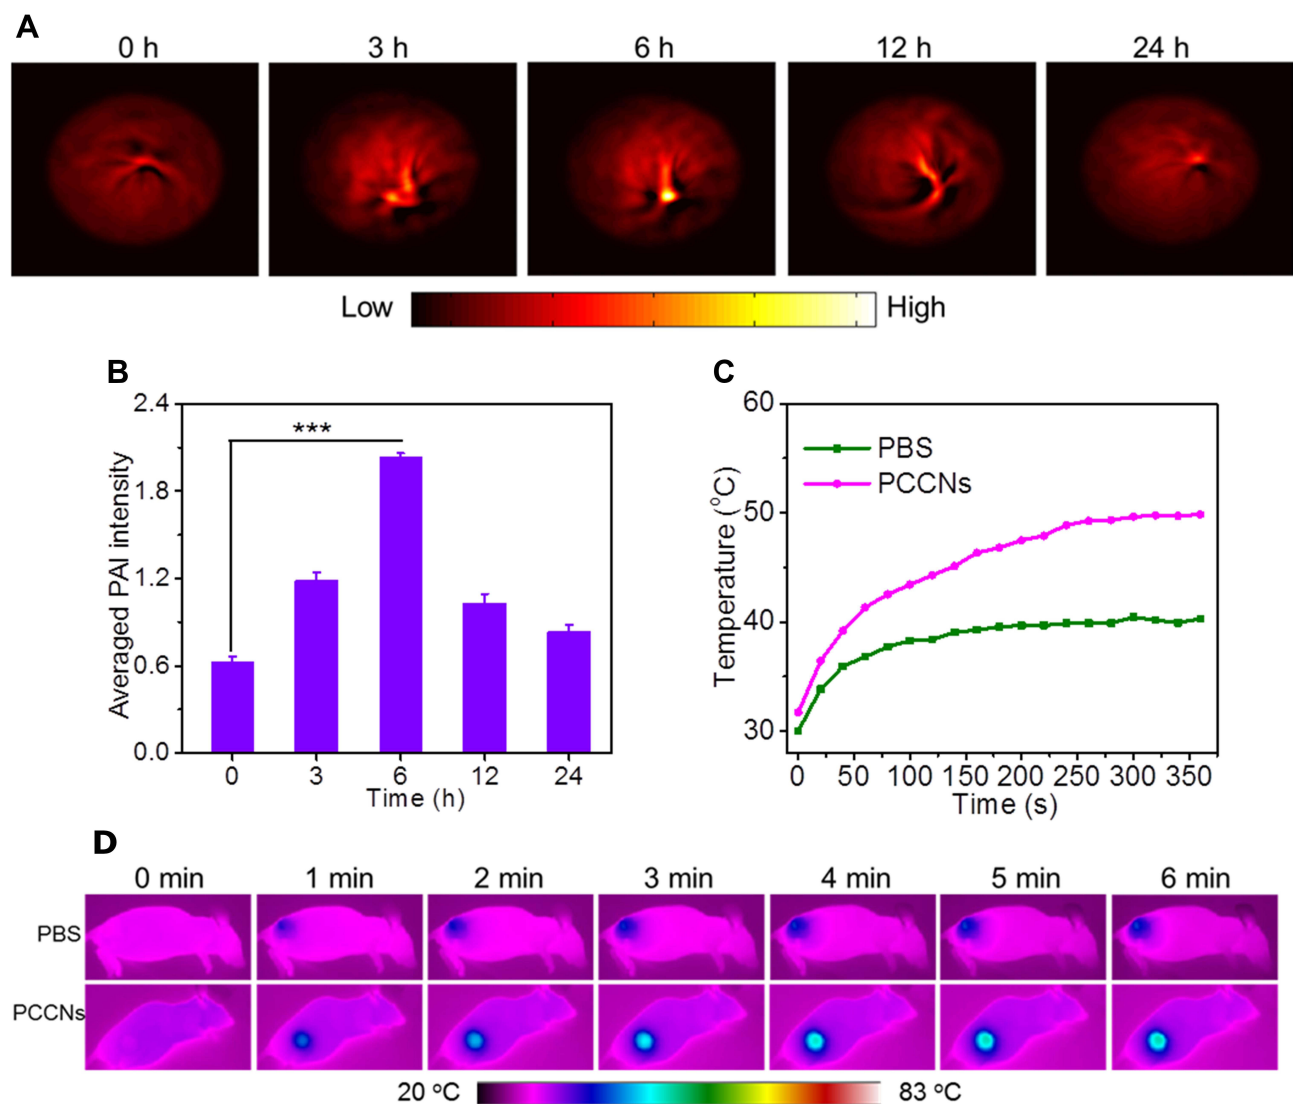 A
0 h 3 h 6 h 12 h 24 h
Low High
B
2.4
1.8
1.2
0.6
0.0
Averaged PAI intensity
***
0 3 6 12 24
Time (h)
C
60
50
40
30
Temperature (°C)
PBS
PCCNs
0 50 100 150 200 250 300 350
Time (s)
D
0 min 1 min 2 min 3 min 4 min 5 min 6 min
PBS
PCCNs
20 °C 83 °C